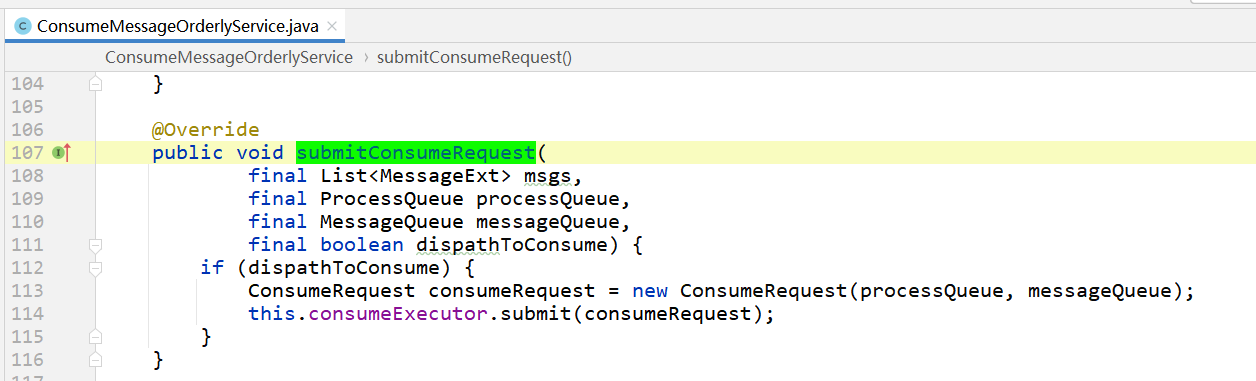 ConsumeMessageOrderlyService.java
ConsumeMessageOrderlyService › submitConsumeRequest()
104 }
105
106 @Override
107 public void submitConsumeRequest(
108 final List<MessageExt> msgs,
109 final ProcessQueue processQueue,
110 final MessageQueue messageQueue,
111 final boolean dispathToConsume) {
112 if (dispathToConsume) {
113 ConsumeRequest consumeRequest = new ConsumeRequest(processQueue, messageQueue);
114 this.consumeExecutor.submit(consumeRequest);
115 }
116 }
117